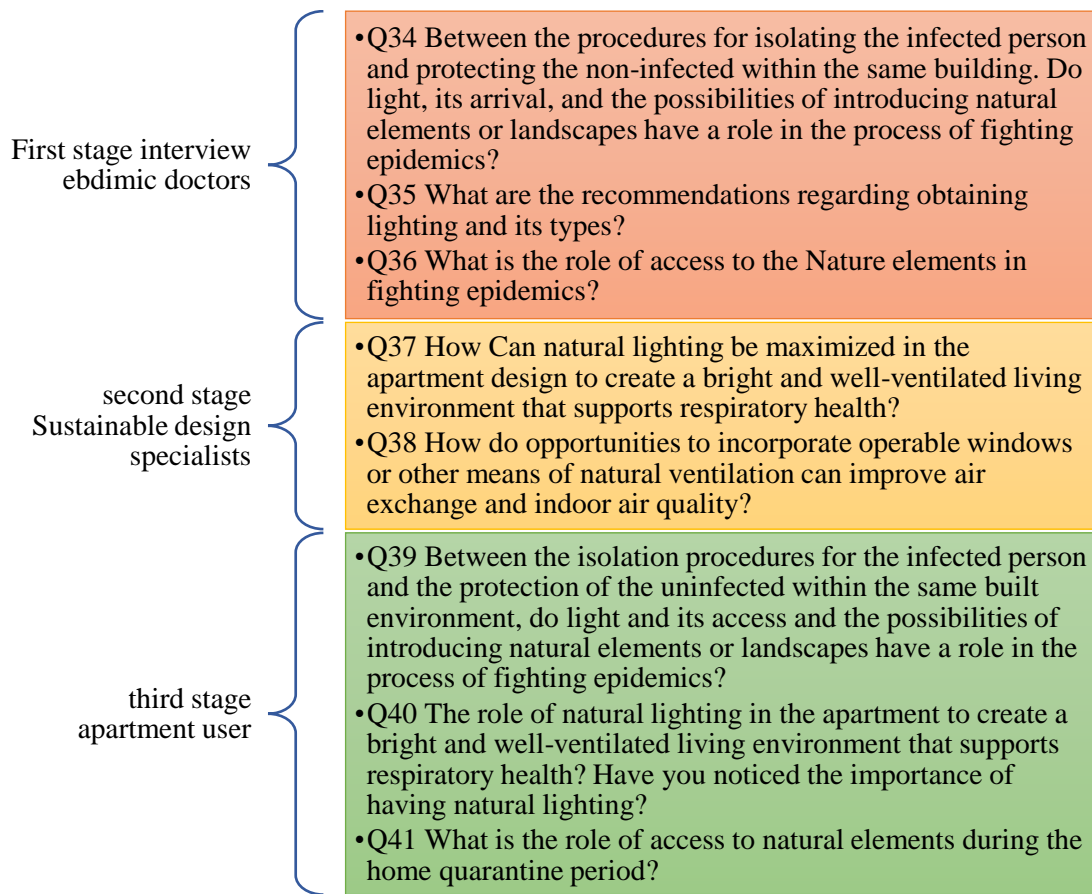 First stage interview
ebdimic doctors
•Q34 Between the procedures for isolating the infected person
and protecting the non-infected within the same building. Do
light, its arrival, and the possibilities of introducing natural
elements or landscapes have a role in the process of fighting
epidemics?
•Q35 What are the recommendations regarding obtaining
lighting and its types?
•Q36 What is the role of access to the Nature elements in
fighting epidemics?
second stage
Sustainable design
specialists
•Q37 How Can natural lighting be maximized in the
apartment design to create a bright and well-ventilated living
environment that supports respiratory health?
•Q38 How do opportunities to incorporate operable windows
or other means of natural ventilation can improve air
exchange and indoor air quality?
third stage
apartment user
•Q39 Between the isolation procedures for the infected person
and the protection of the uninfected within the same built
environment, do light and its access and the possibilities of
introducing natural elements or landscapes have a role in the
process of fighting epidemics?
•Q40 The role of natural lighting in the apartment to create a
bright and well-ventilated living environment that supports
respiratory health? Have you noticed the importance of
having natural lighting?
•Q41 What is the role of access to natural elements during the
home quarantine period?